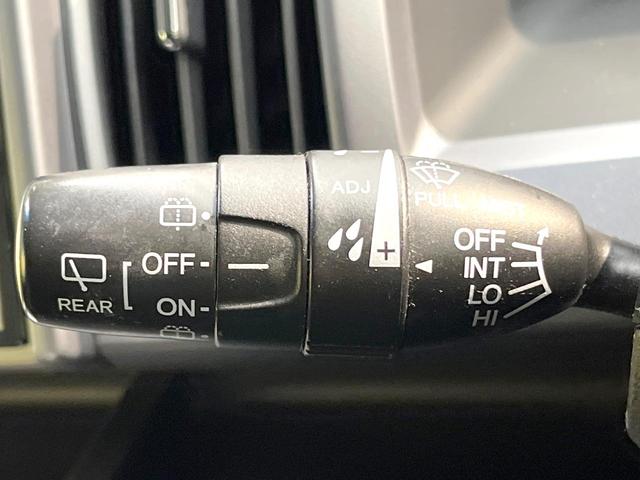 REAR
OFF
ON
ADJ
+
PULL
OFF
INT
LO
HI